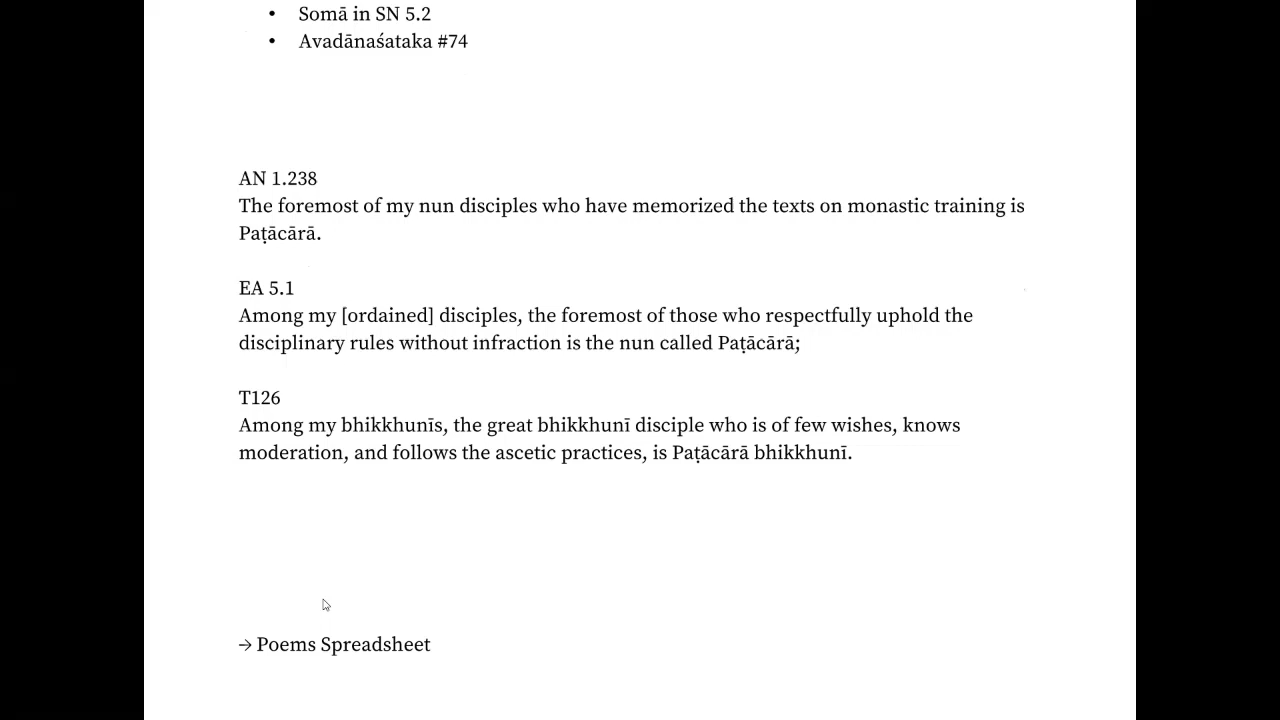 • Somā in SN 5.2
• Avadānaśataka #74
AN 1.238
The foremost of my nun disciples who have memorized the texts on monastic training is
Paṭācārā.
EA 5.1
Among my [ordained] disciples, the foremost of those who respectfully uphold the
disciplinary rules without infraction is the nun called Paṭācārā;
T126
Among my bhikkhunīs, the great bhikkhunī disciple who is of few wishes, knows
moderation, and follows the ascetic practices, is Paṭācārā bhikkhunī.
→ Poems Spreadsheet